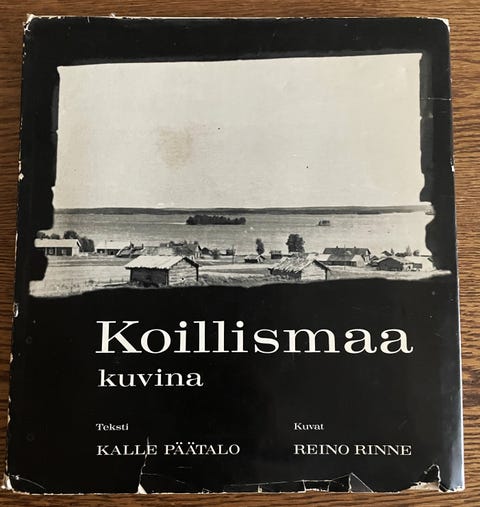 Koillismaa
kuvina
Teksti
KALLE PÄÄTALO
Kuvat
REINO RINNE